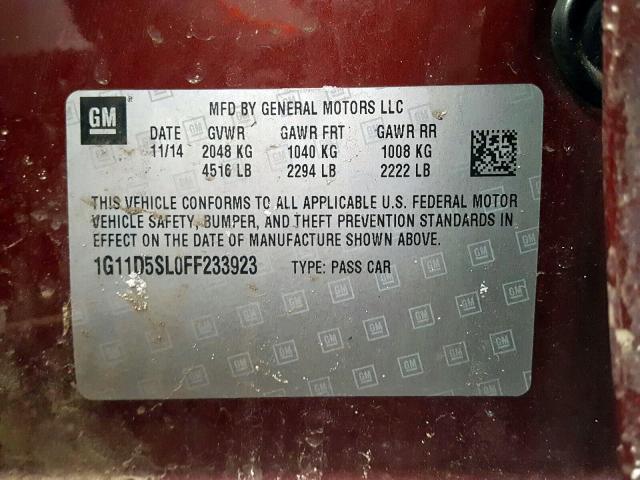 GM
MFD BY GENERAL MOTORS LLC
DATE GVWR GAWR FRT GAWR RR
11/14 2048 KG 1040 KG 1008 KG
4516 LB 2294 LB 2222 LB
THIS VEHICLE CONFORMS TO ALL APPLICABLE U.S. FEDERAL MOTOR
VEHICLE SAFETY, BUMPER, AND THEFT PREVENTION STANDARDS IN
EFFECT ON THE DATE OF MANUFACTURE SHOWN ABOVE.
1G11D5SL0FF233923 TYPE: PASS CAR